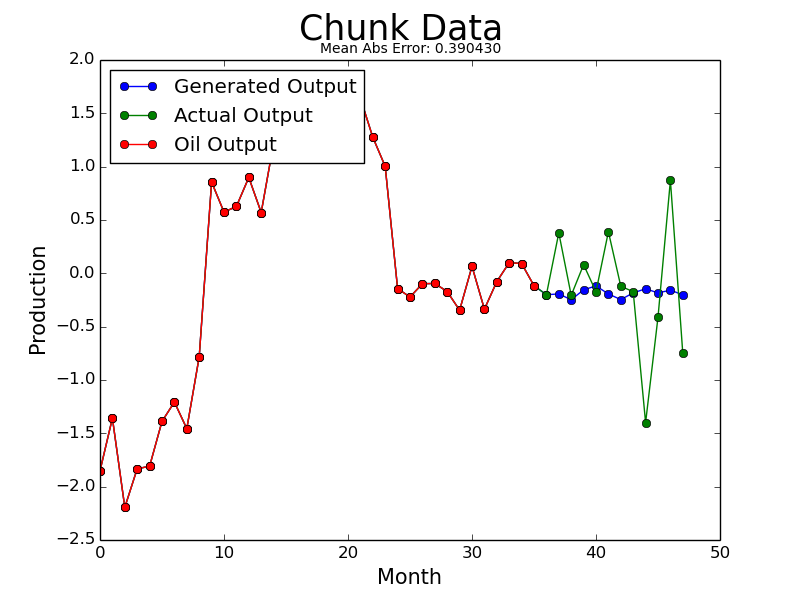 Chunk Data
Mean Abs Error: 0.390430
Generated Output
Actual Output
Oil Output
2.0
1.5
1.0
0.5
0.0
−0.5
−1.0
−1.5
−2.0
−2.5
Production
0 10 20 30 40 50
Month